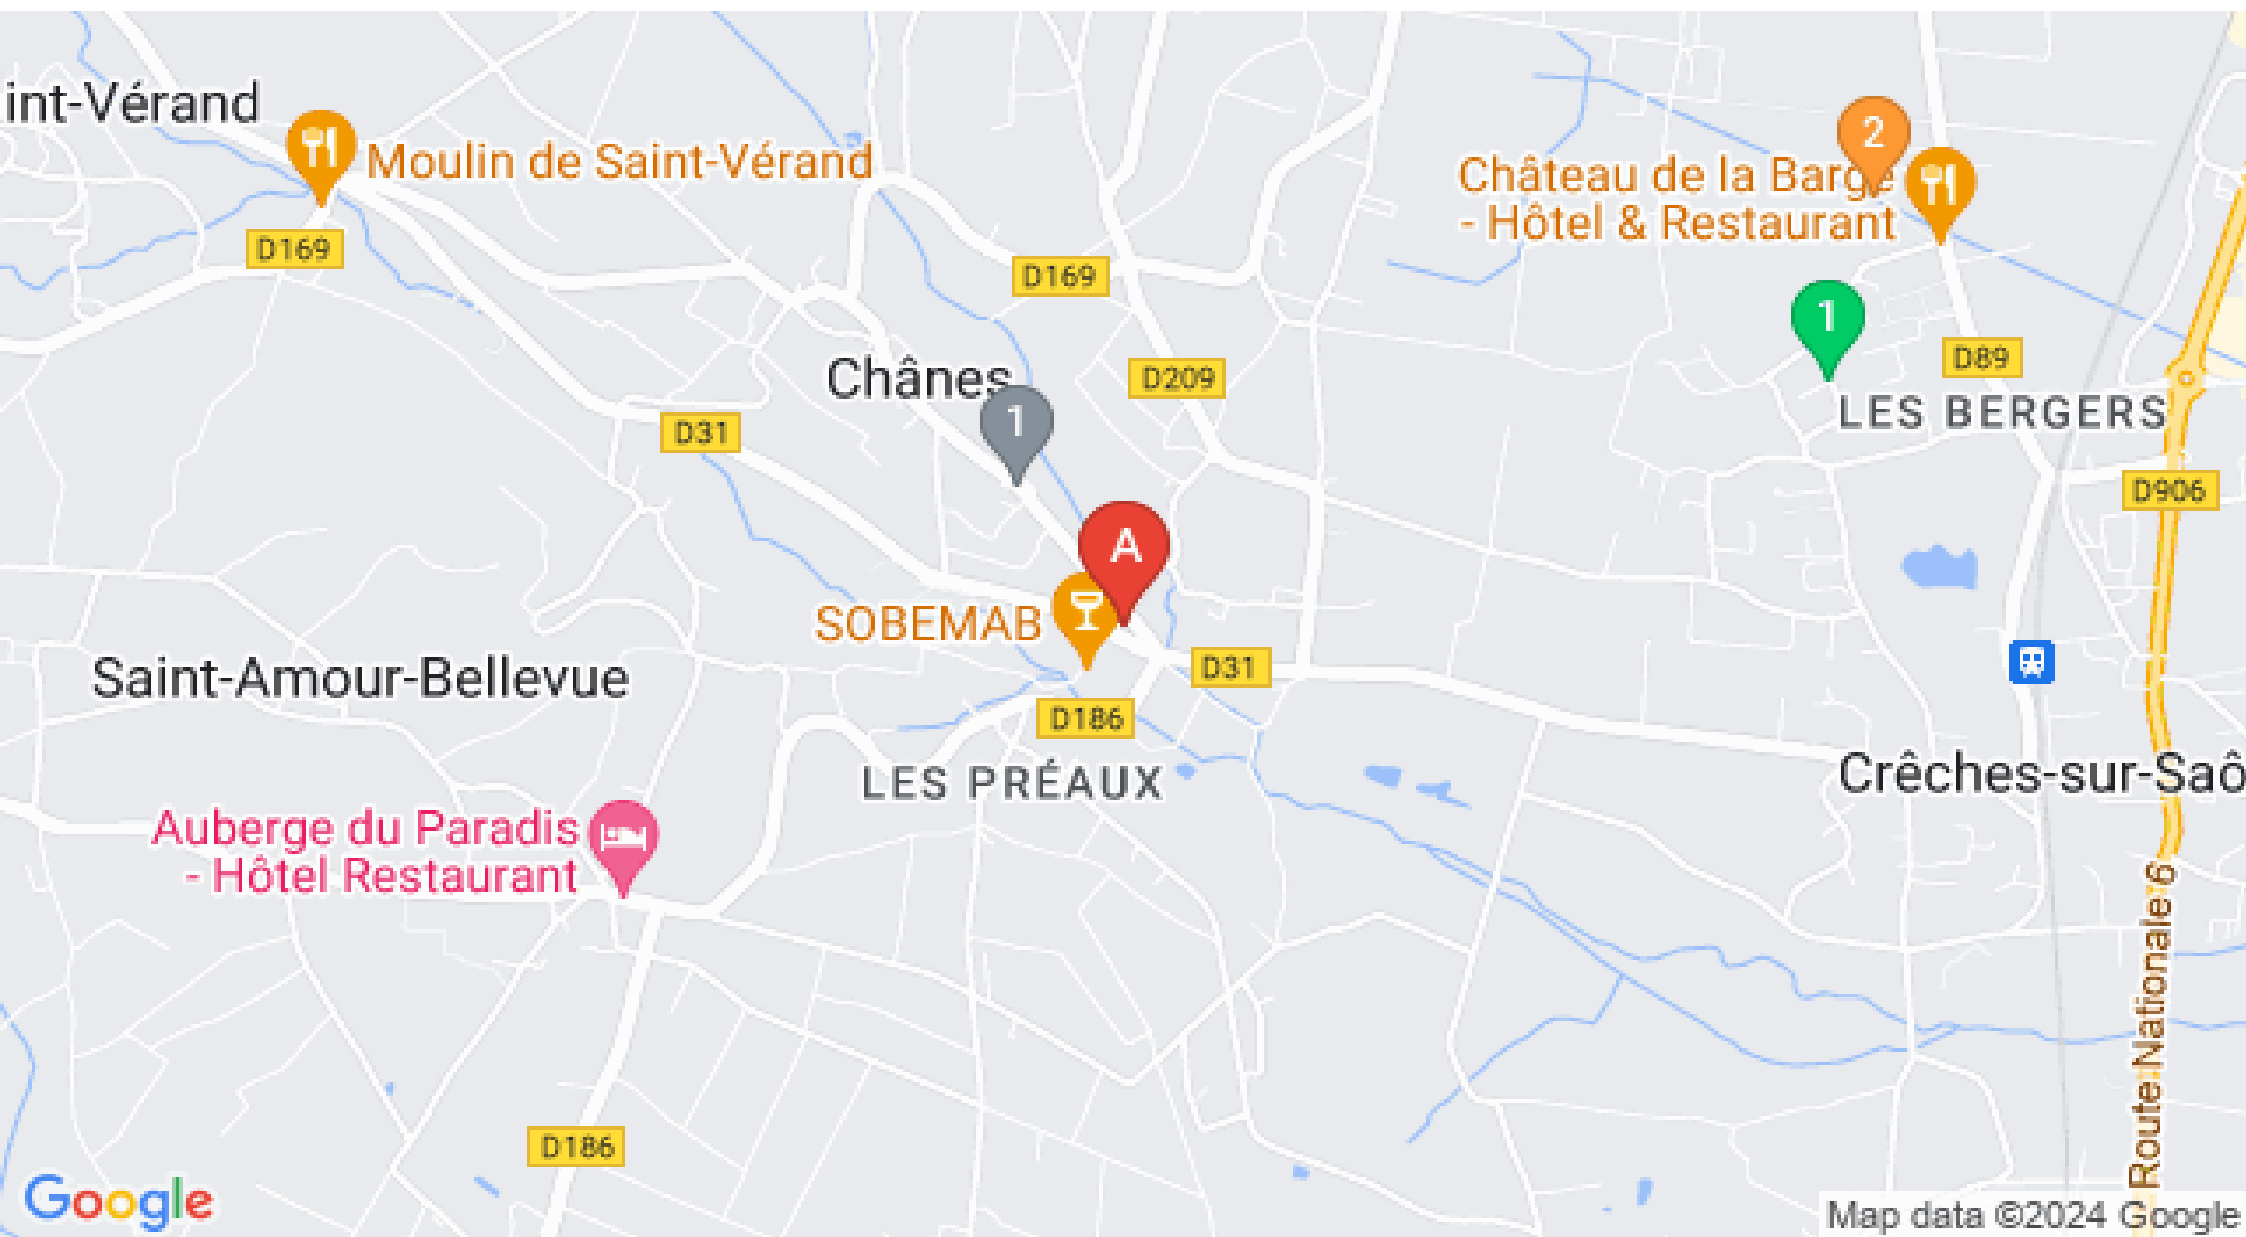 int-Vérand
Moulin de Saint-Vérand
D169
2
Château de la Barge
- Hôtel & Restaurant
D169
1
D89
Chânes
D209
LES BERGERS
1
D31
D906
A
SOBEMAB
D31
Saint-Amour-Bellevue
D186
LES PRÉAUX
Crêches-sur-Saô
Auberge du Paradis
- Hôtel Restaurant
Route Nationale 6
D186
Google
Map data ©2024 Google